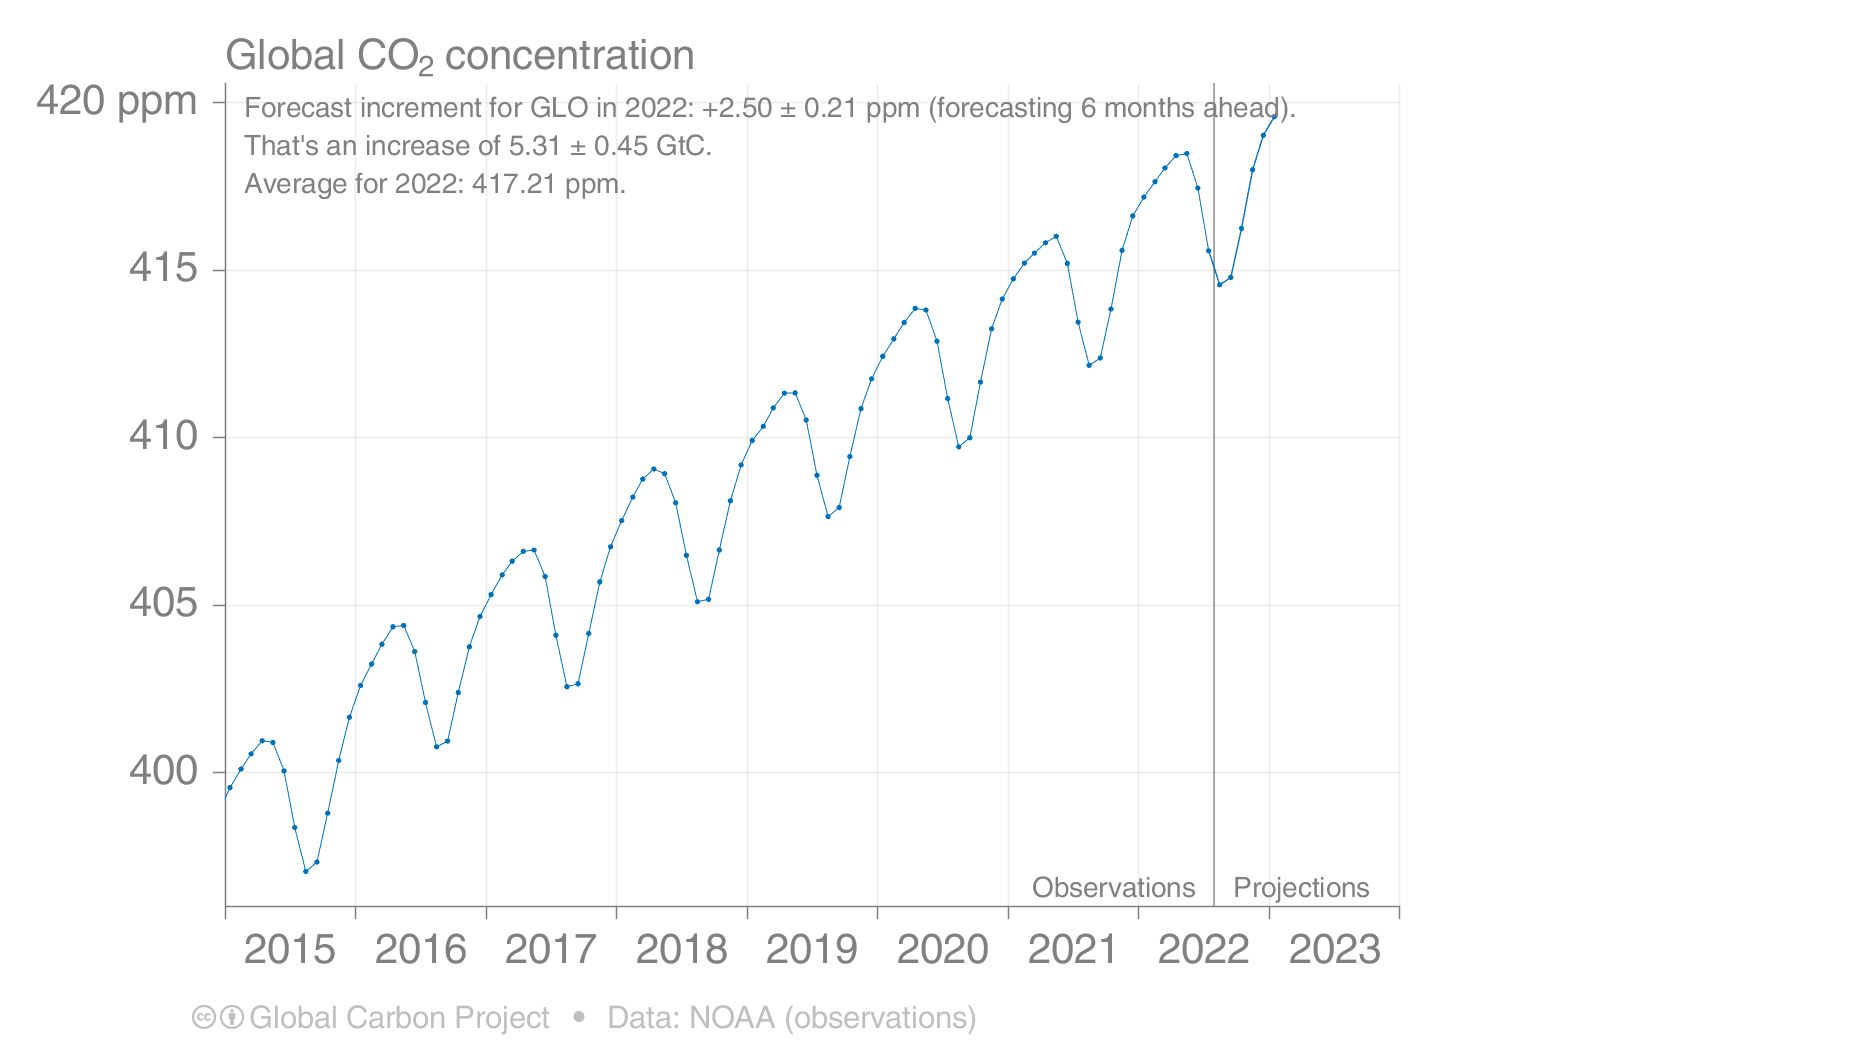 Global CO₂ concentration
420 ppm
Forecast increment for GLO in 2022: +2.50 ± 0.21 ppm (forecasting 6 months ahead).
That's an increase of 5.31 ± 0.45 GtC.
Average for 2022: 417.21 ppm.
415
410
405
400
Observations Projections
2015 2016 2017 2018 2019 2020 2021 2022 2023
cc Global Carbon Project • Data: NOAA (observations)